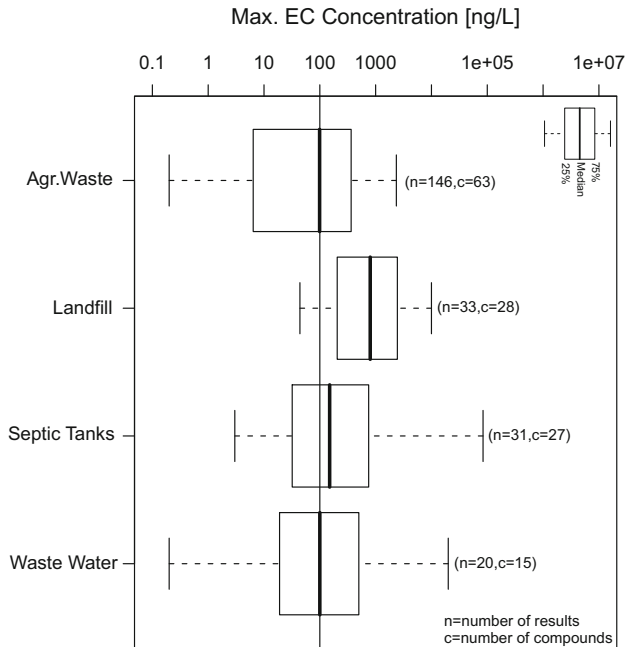 Max. EC Concentration [ng/L]
0.1 1 10 100 1000 1e+05 1e+07
25%
Median
75%
Agr.Waste
(n=146,c=63)
Landfill
(n=33,c=28)
Septic Tanks
(n=31,c=27)
Waste Water
(n=20,c=15)
n=number of results
c=number of compounds